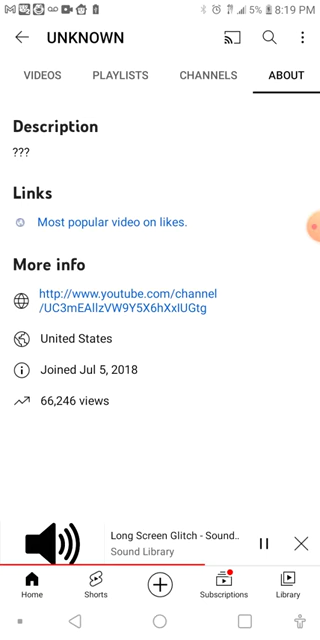 5% 8:19 PM
UNKNOWN
VIDEOS PLAYLISTS CHANNELS ABOUT
Description
???
Links
Most popular video on likes.
More info
http://www.youtube.com/channel
/UC3mEAllzVW9Y5X6hXxIUGtg
United States
Joined Jul 5, 2018
66,246 views
Long Screen Glitch - Sound..
Sound Library
Home Shorts Subscriptions Library